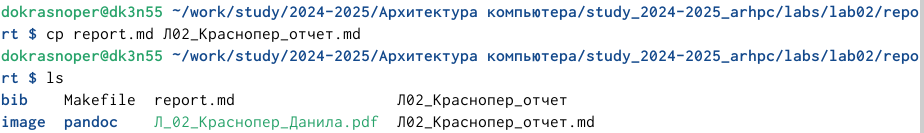 dokrasnoper@dk3n55 ~/work/study/2024-2025/Архитектура компьютера/study_2024-2025_arhpc/labs/lab02/repo
rt $ cp report.md Л02_Краснопер_отчет.md
dokrasnoper@dk3n55 ~/work/study/2024-2025/Архитектура компьютера/study_2024-2025_arhpc/labs/lab02/repo
rt $ ls
bib Makefile report.md Л02_Краснопер_отчет
image pandoc Л_02_Краснопер_Данила.pdf Л02_Краснопер_отчет.md